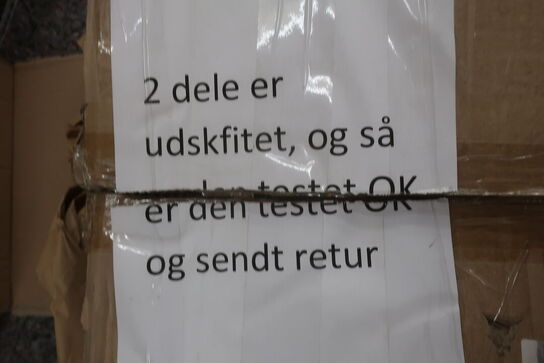 2 dele er
udskfitet, og så
er den testet OK
og sendt retur